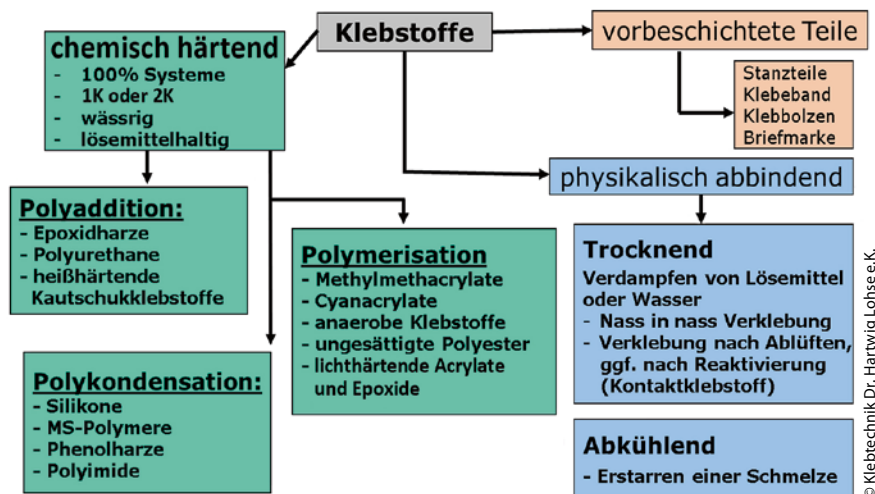 Klebstoffe
chemisch härtend
- 100% Systeme
- 1K oder 2K
- wässrig
- lösemittelhaltig
vorbeschichtete Teile
Stanzteile
Klebeband
Klebbolzen
Briefmarke
physikalisch abbindend
Polyaddition:
- Epoxidharze
- Polyurethane
- heißhärtende
Kautschukklebstoffe
Polymerisation
- Methylmethacrylate
- Cyanacrylate
- anaerobe Klebstoffe
- ungesättigte Polyester
- lichthärtende Acrylate
und Epoxide
Trocknend
Verdampfen von Lösemittel
oder Wasser
- Nass in nass Verklebung
- Verklebung nach Ablüften,
ggf. nach Reaktivierung
(Kontaktklebstoff)
Polykondensation:
- Silikone
- MS-Polymere
- Phenolharze
- Polyimide
Abkühlend
- Erstarren einer Schmelze
© Klebtechnik Dr. Hartwig Lohse e.K.